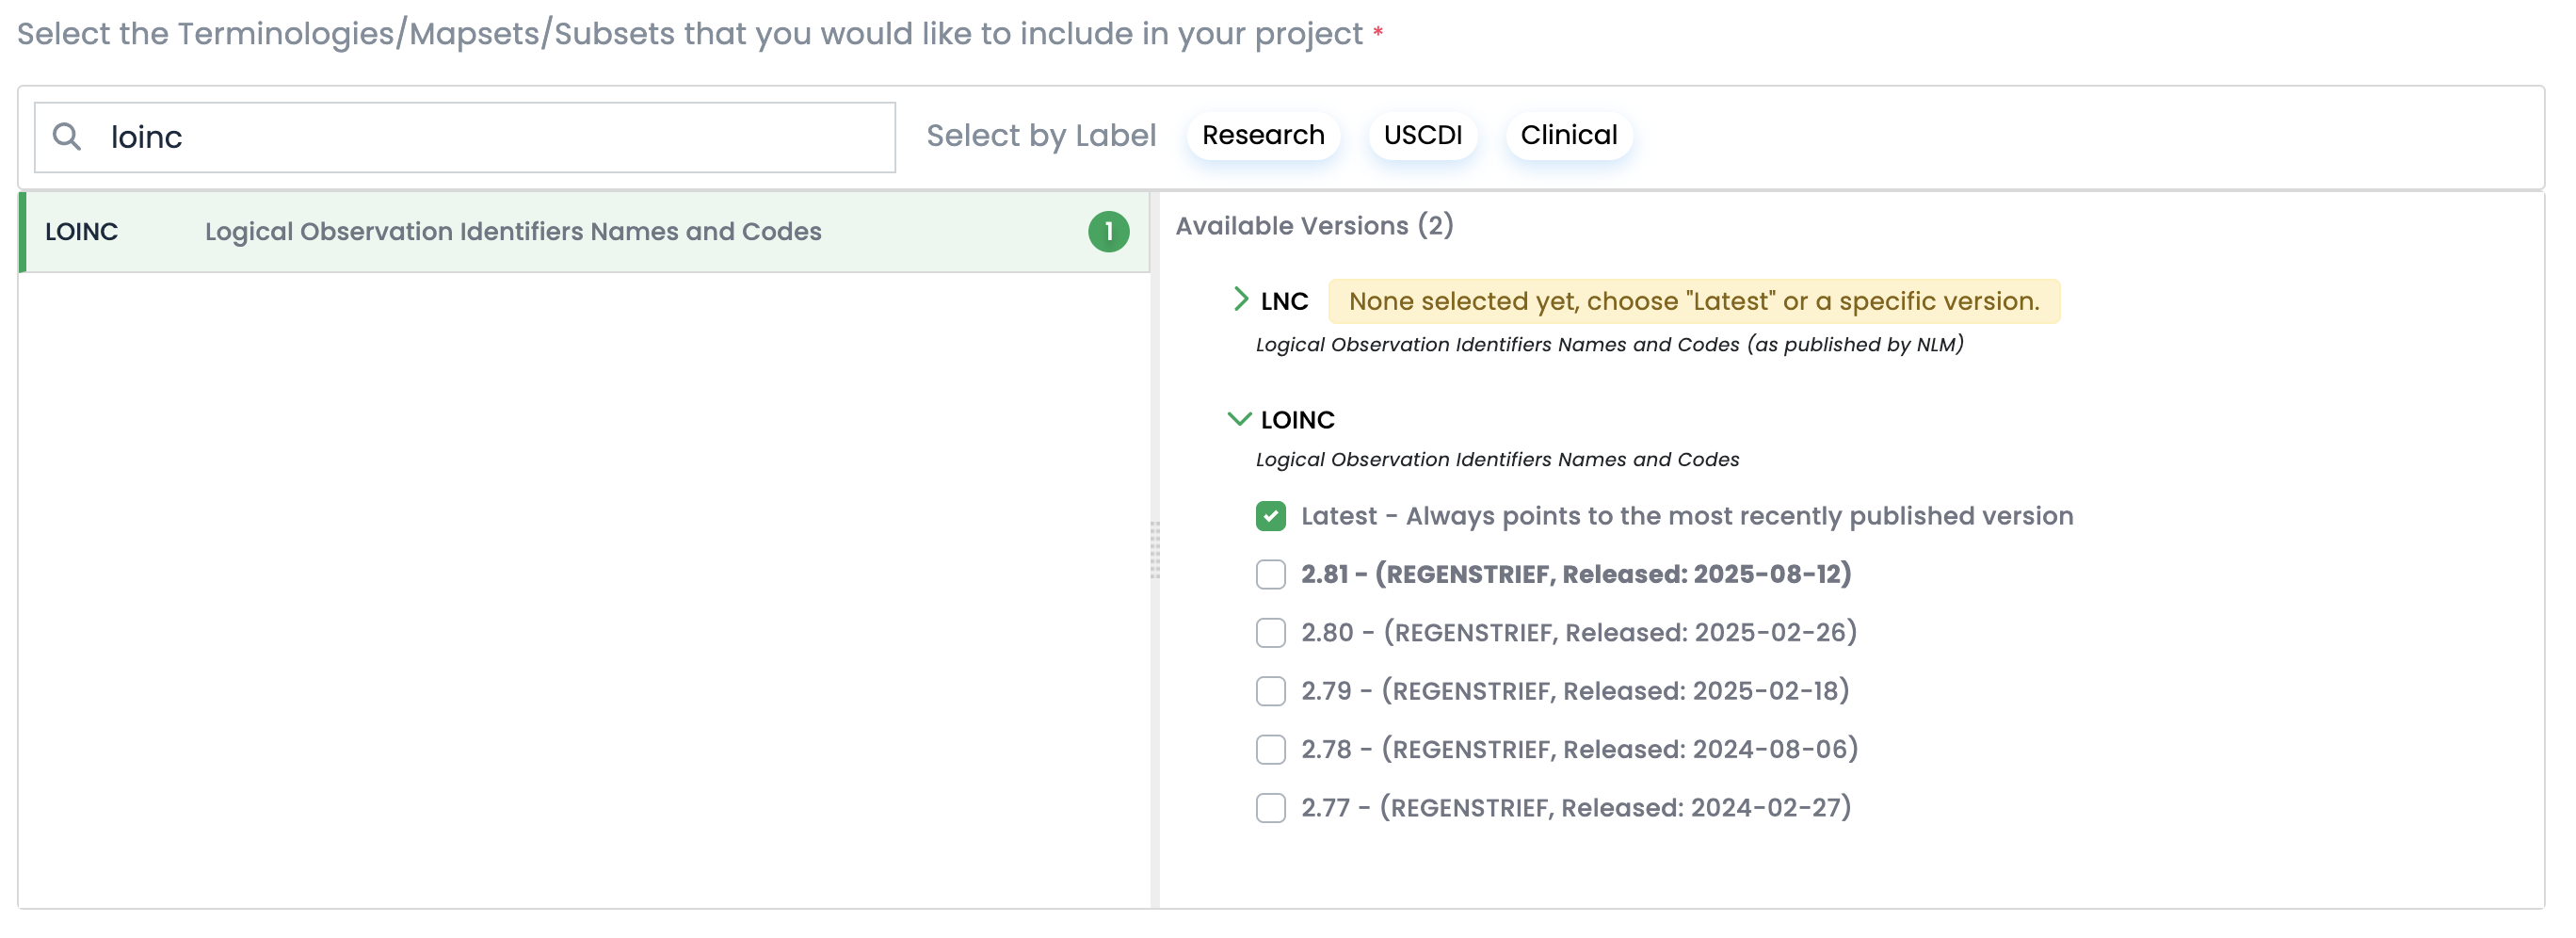 Select the Terminologies/Mapsets/Subsets that you would like to include in your project *
loinc
Select by Label
Research
USCDI
Clinical
LOINC Logical Observation Identifiers Names and Codes 1
Available Versions (2)
LNC None selected yet, choose "Latest" or a specific version.
Logical Observation Identifiers Names and Codes (as published by NLM)
LOINC
Logical Observation Identifiers Names and Codes
Latest - Always points to the most recently published version
2.81 - (REGENSTRIEF, Released: 2025-08-12)
2.80 - (REGENSTRIEF, Released: 2025-02-26)
2.79 - (REGENSTRIEF, Released: 2025-02-18)
2.78 - (REGENSTRIEF, Released: 2024-08-06)
2.77 - (REGENSTRIEF, Released: 2024-02-27)